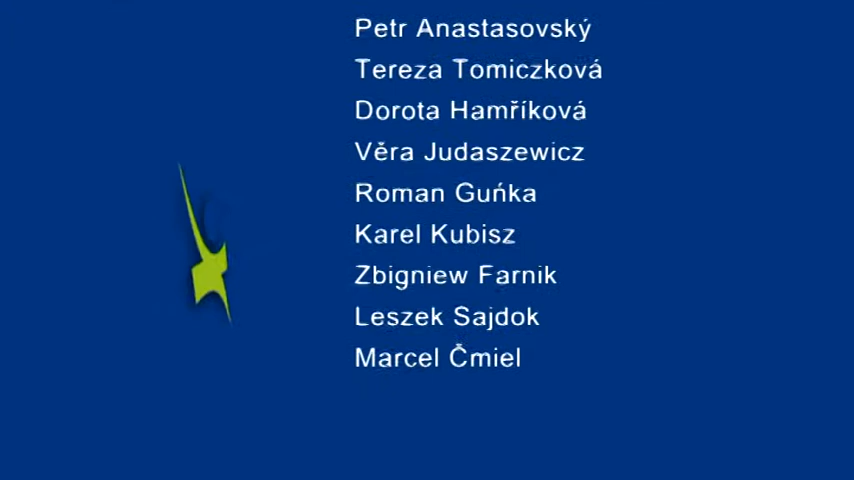 Petr Anastasovský
Tereza Tomiczková
Dorota Hamříková
Věra Judaszewicz
Roman Guńka
Karel Kubisz
Zbigniew Farnik
Leszek Sajdok
Marcel Čmiel